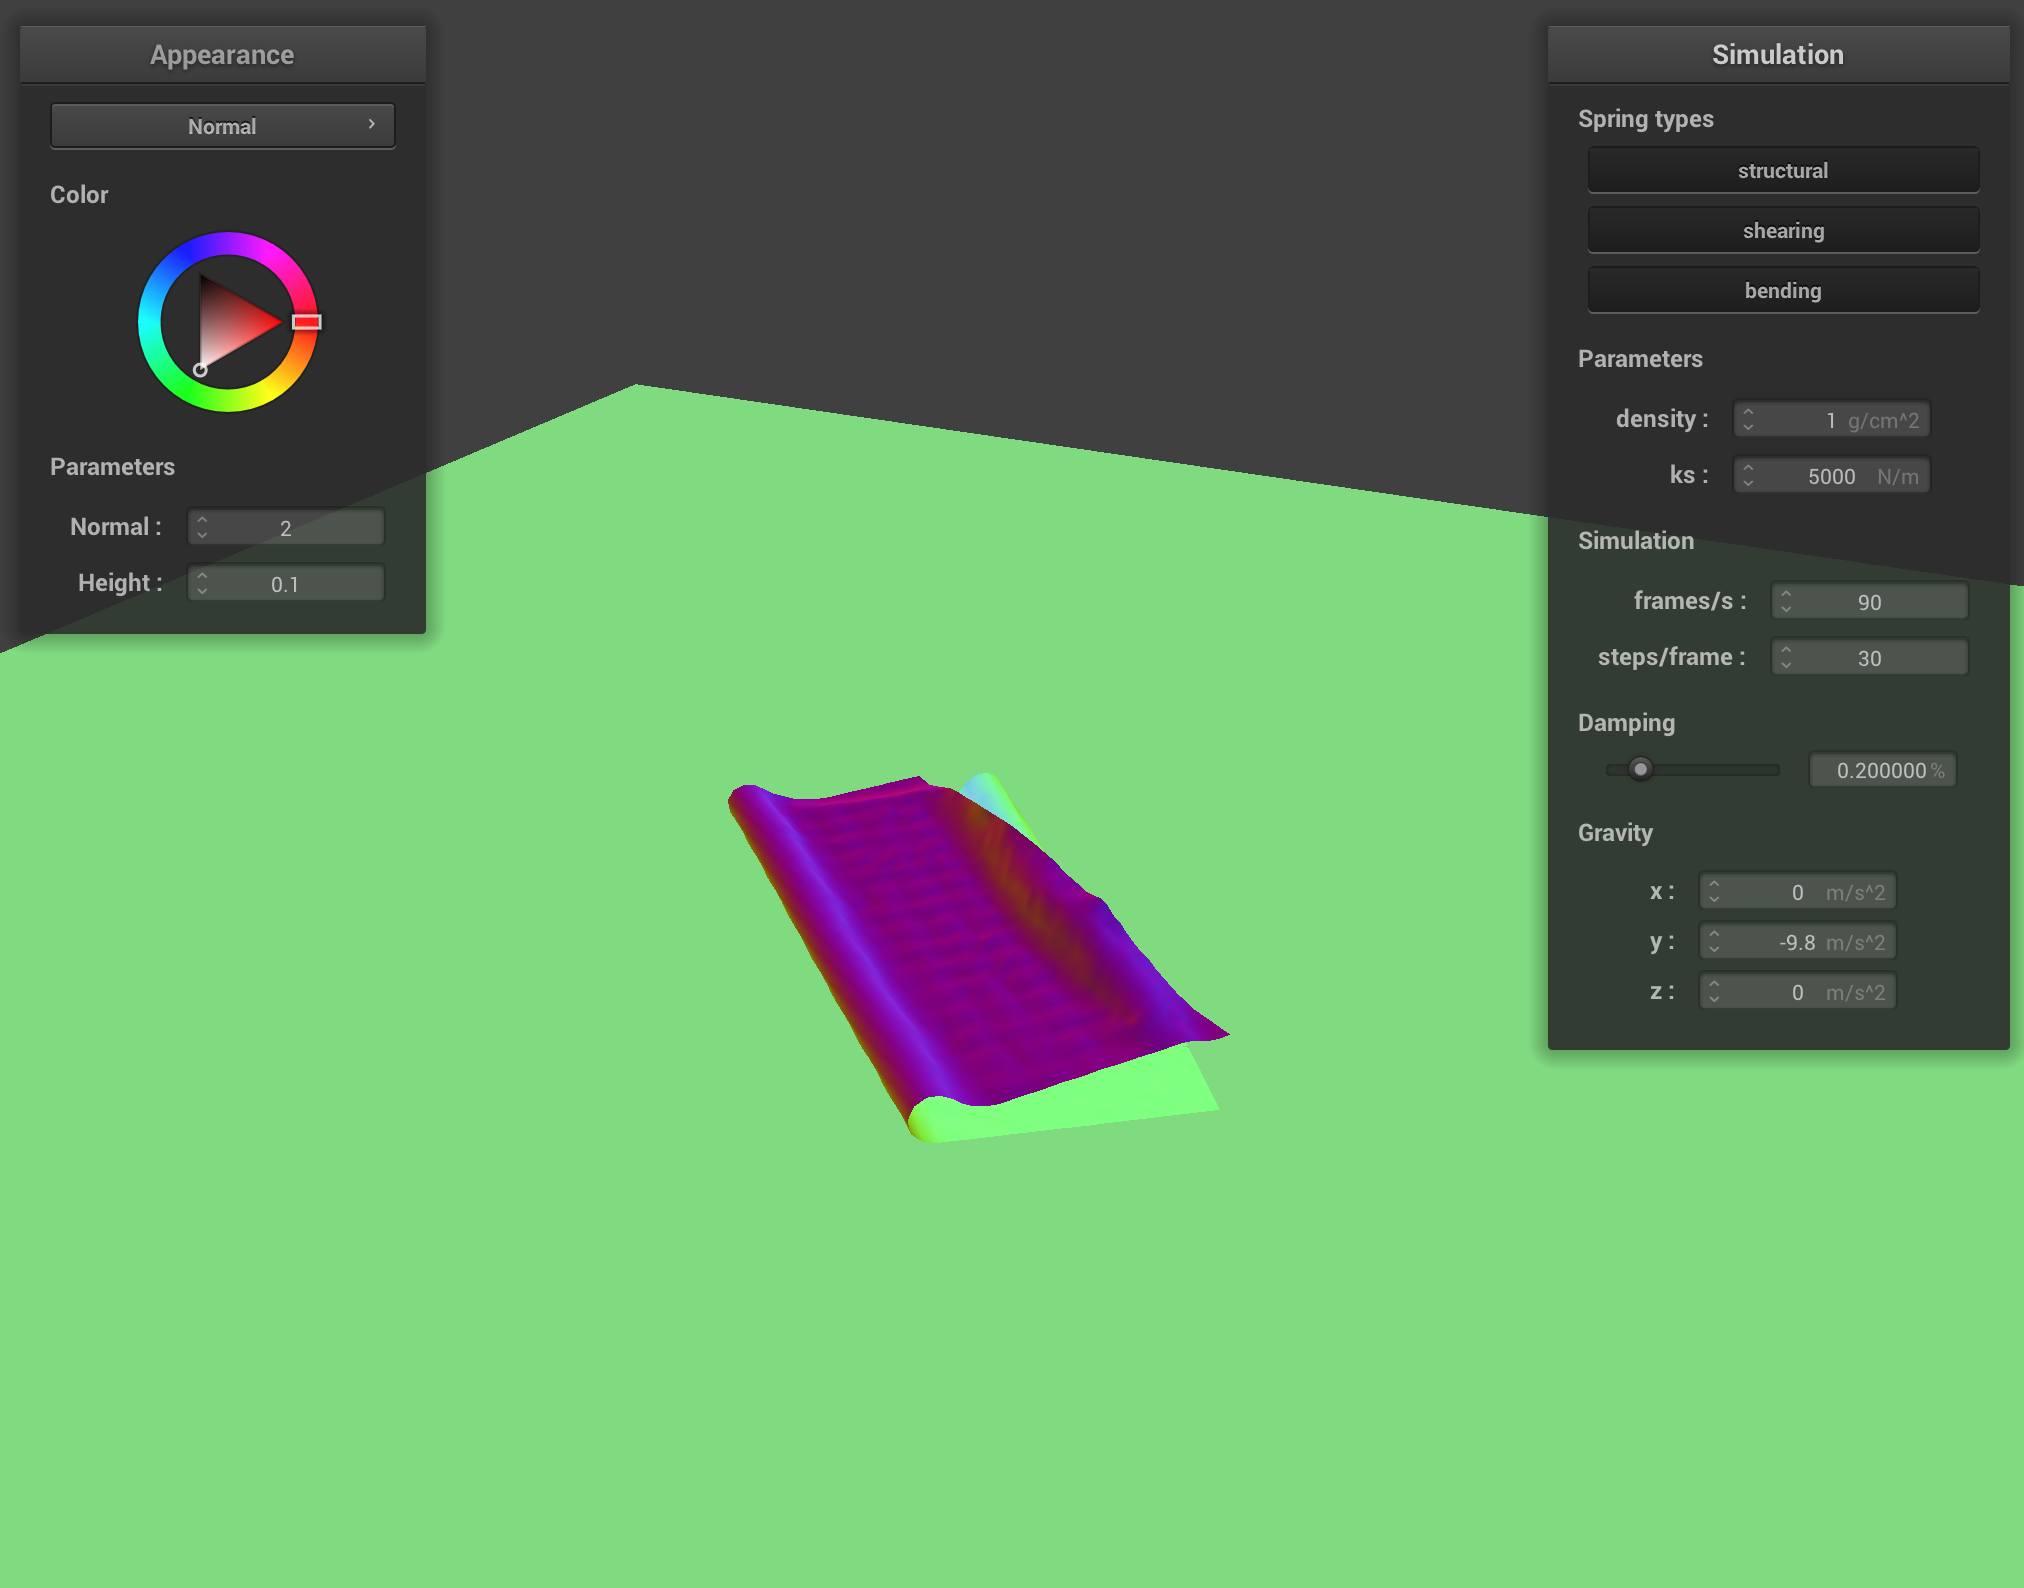 Appearance
Normal
Color
Parameters
Normal : 2
Height : 0.1
Simulation
Spring types
structural
shearing
bending
Parameters
density : 1 g/cm^2
ks : 5000 N/m
Simulation
frames/s : 90
steps/frame : 30
Damping
0.200000 %
Gravity
x : 0 m/s^2
y : -9.8 m/s^2
z : 0 m/s^2